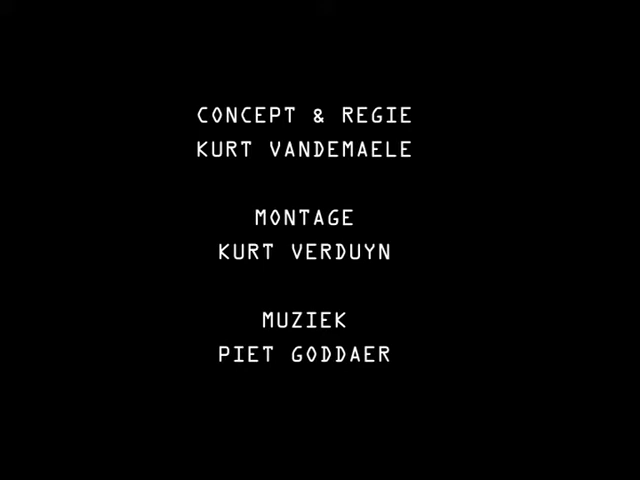 CONCEPT & REGIE
KURT VANDEMAELE
MONTAGE
KURT VERDUYN
MUZIEK
PIET GODDAER